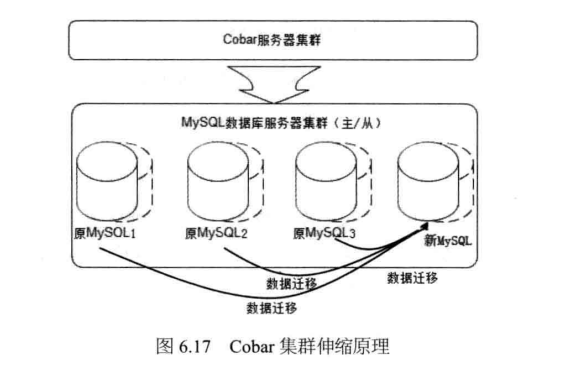 Cobar服务器集群
MySQL数据库服务器集群（主/从）
原MySQL1
原MySQL2
原MySQL3
新MySQL
数据迁移
数据迁移
数据迁移
图 6.17 Cobar 集群伸缩原理